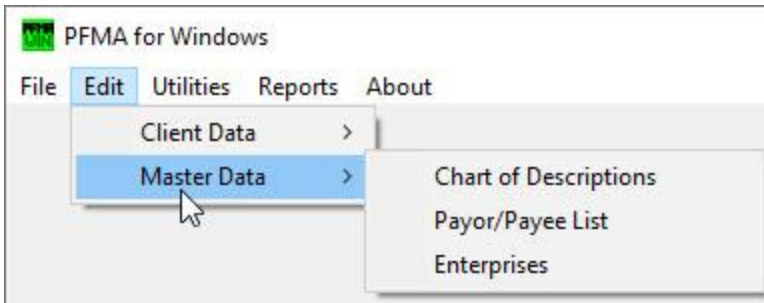 PFMA for Windows
File Edit Utilities Reports About
Client Data >
Master Data >
Chart of Descriptions
Payor/Payee List
Enterprises